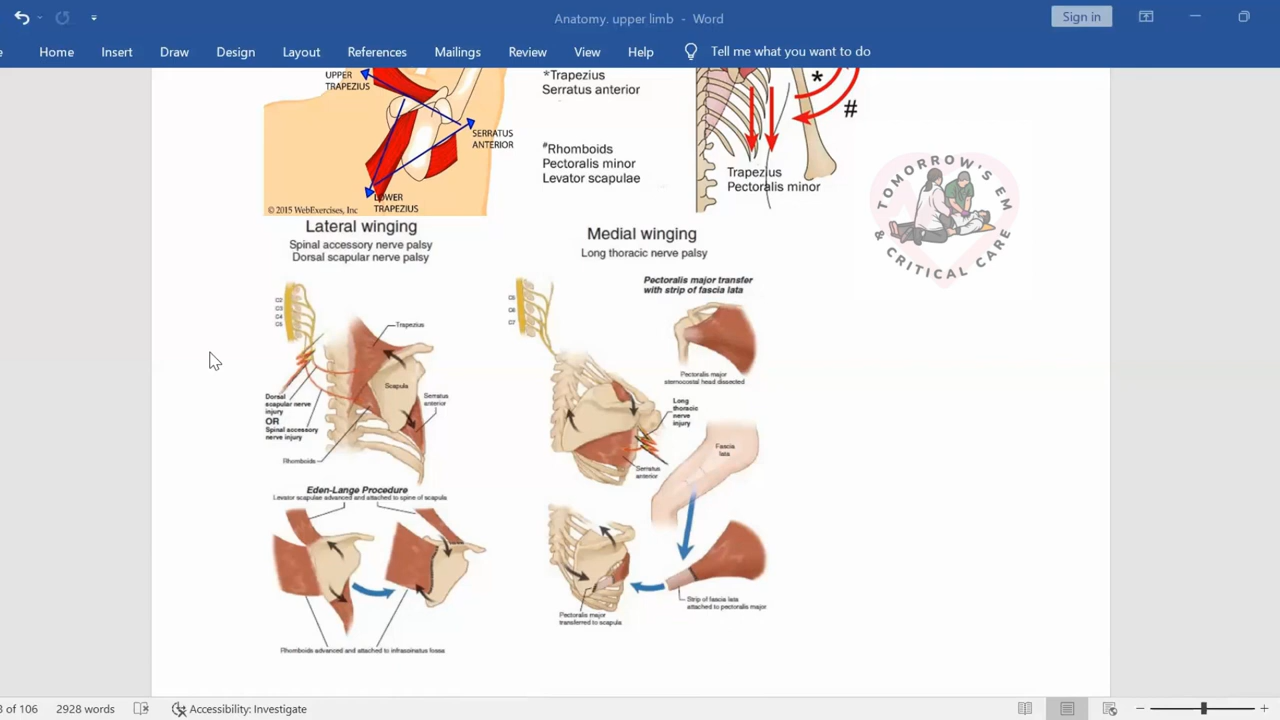 Anatomy. upper limb - Word
Sign in
Home Insert Draw Design Layout References Mailings Review View Help Tell me what you want to do
UPPER
TRAPEZIUS
SERRATUS
ANTERIOR
LOWER
TRAPEZIUS
© 2015 WebExercises, Inc
*Trapezius
Serratus anterior
#Rhomboids
Pectoralis minor
Levator scapulae
*
#
Trapezius
Pectoralis minor
TOMORROW'S EM
& CRITICAL CARE
Lateral winging
Spinal accessory nerve palsy
Dorsal scapular nerve palsy
C2
C3
C4
C5
Trapezius
Scapula
Serratus
anterior
Dorsal
scapular nerve
injury
OR
Spinal accessory
nerve injury
Rhomboids
Eden-Lange Procedure
Levator scapulae advanced and attached to spine of scapula
Rhomboids advanced and attached to infraspinatus fossa
Medial winging
Long thoracic nerve palsy
C5
C6
C7
Pectoralis major transfer
with strip of fascia lata
Pectoralis major
sternocostal head dissected
Long
thoracic
nerve
injury
Serratus
anterior
Fascia
lata
Strip of fascia lata
attached to pectoralis major
Pectoralis major
transferred to scapula
of 106
2928 words
Accessibility: Investigate